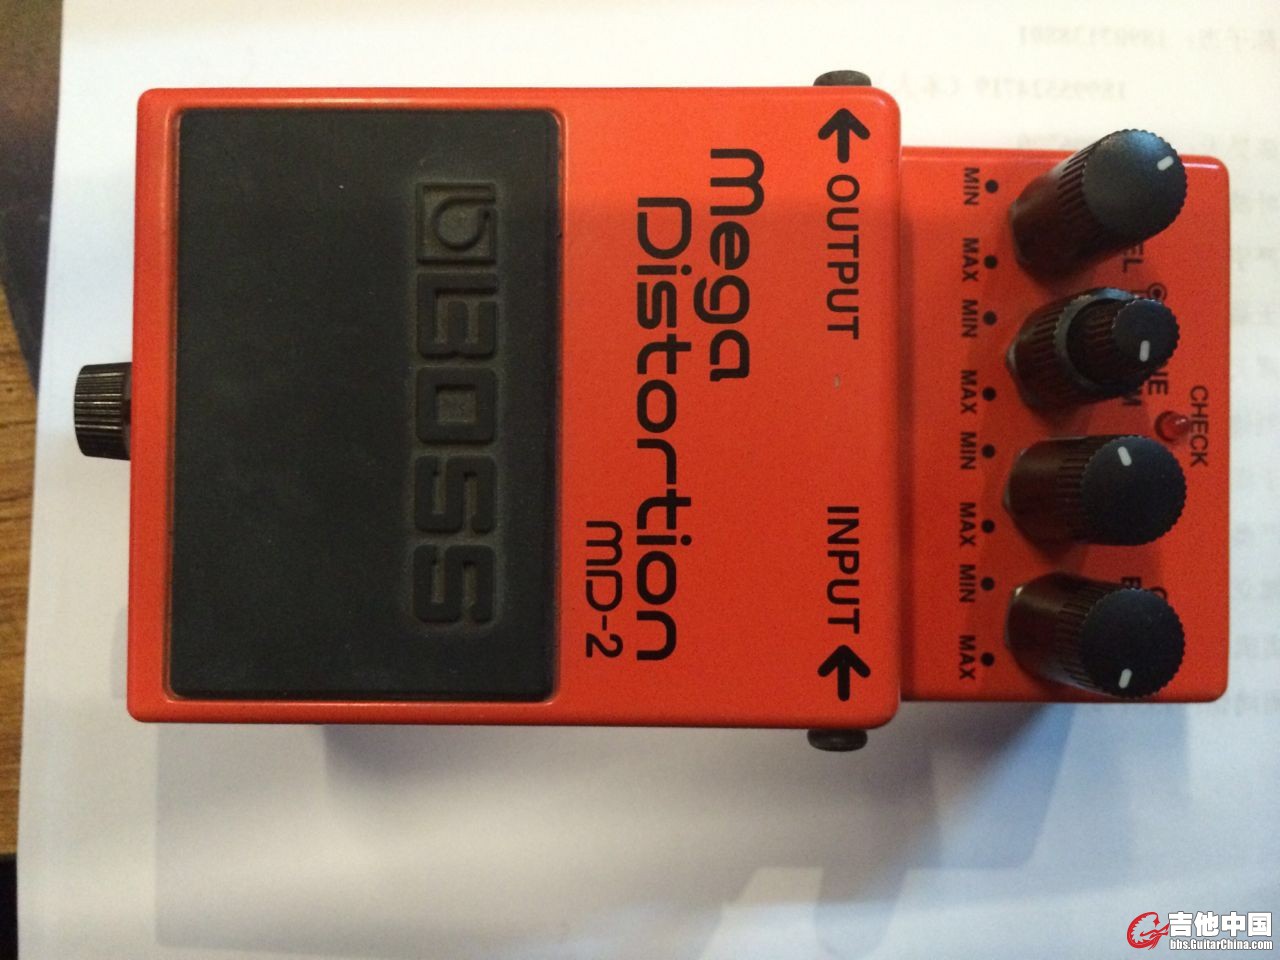 BOSS
Mega
Distortion
MD-2
OUTPUT
INPUT
CHECK
MIN
MAX
MIN
MAX
MIN
MAX
MIN
MAX
吉他中国
bbs.GuitarChina.com